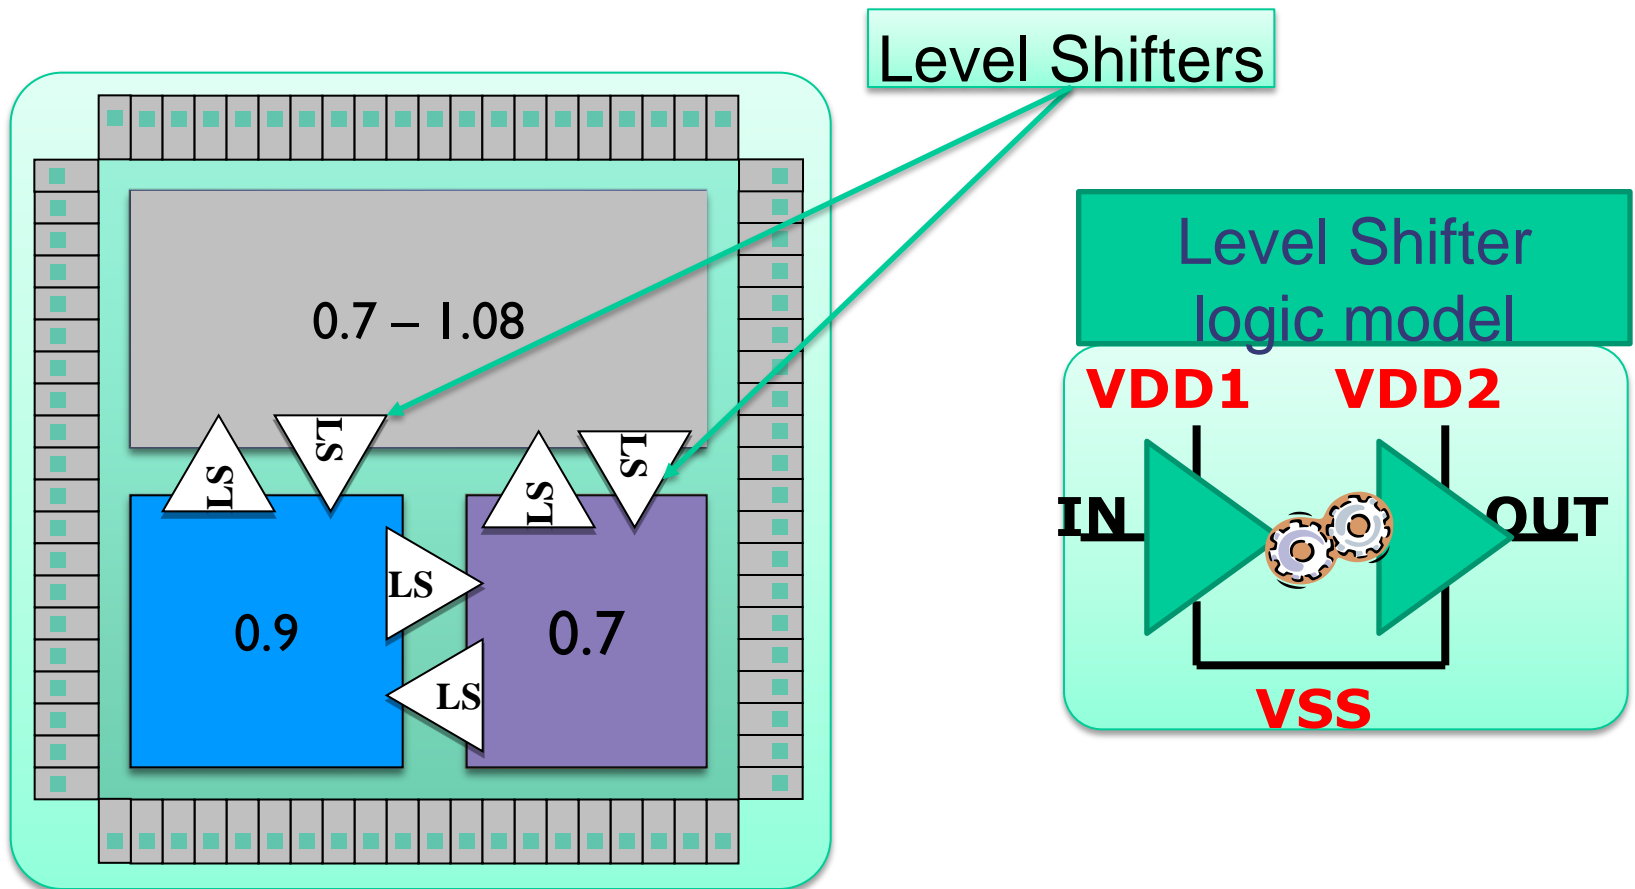 Level Shifters
0.7 – 1.08
LS
LS
LS
LS
LS
LS
0.9
0.7
Level Shifter
logic model
VDD1
VDD2
IN
OUT
VSS